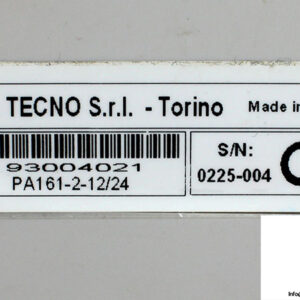 TECNO S.r.l. - Torino Made in
93004021
PA161-2-12/24
S/N:
0225-004